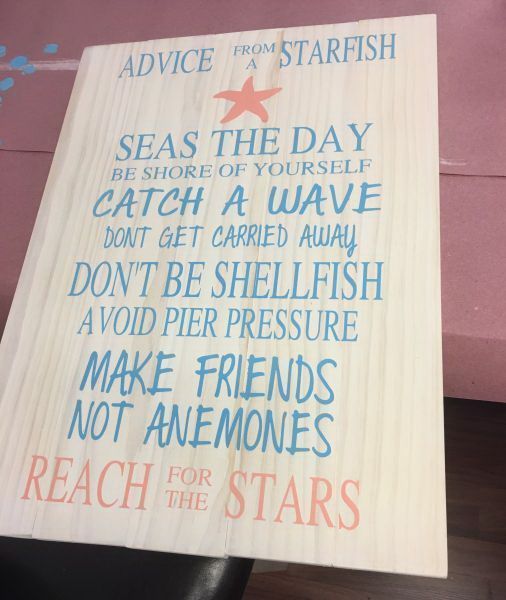 ADVICE FROM A STARFISH
SEAS THE DAY
BE SHORE OF YOURSELF
CATCH A WAVE
DONT GET CARRIED AWAY
DON'T BE SHELLFISH
AVOID PIER PRESSURE
MAKE FRIENDS
NOT ANEMONES
REACH FOR THE STARS